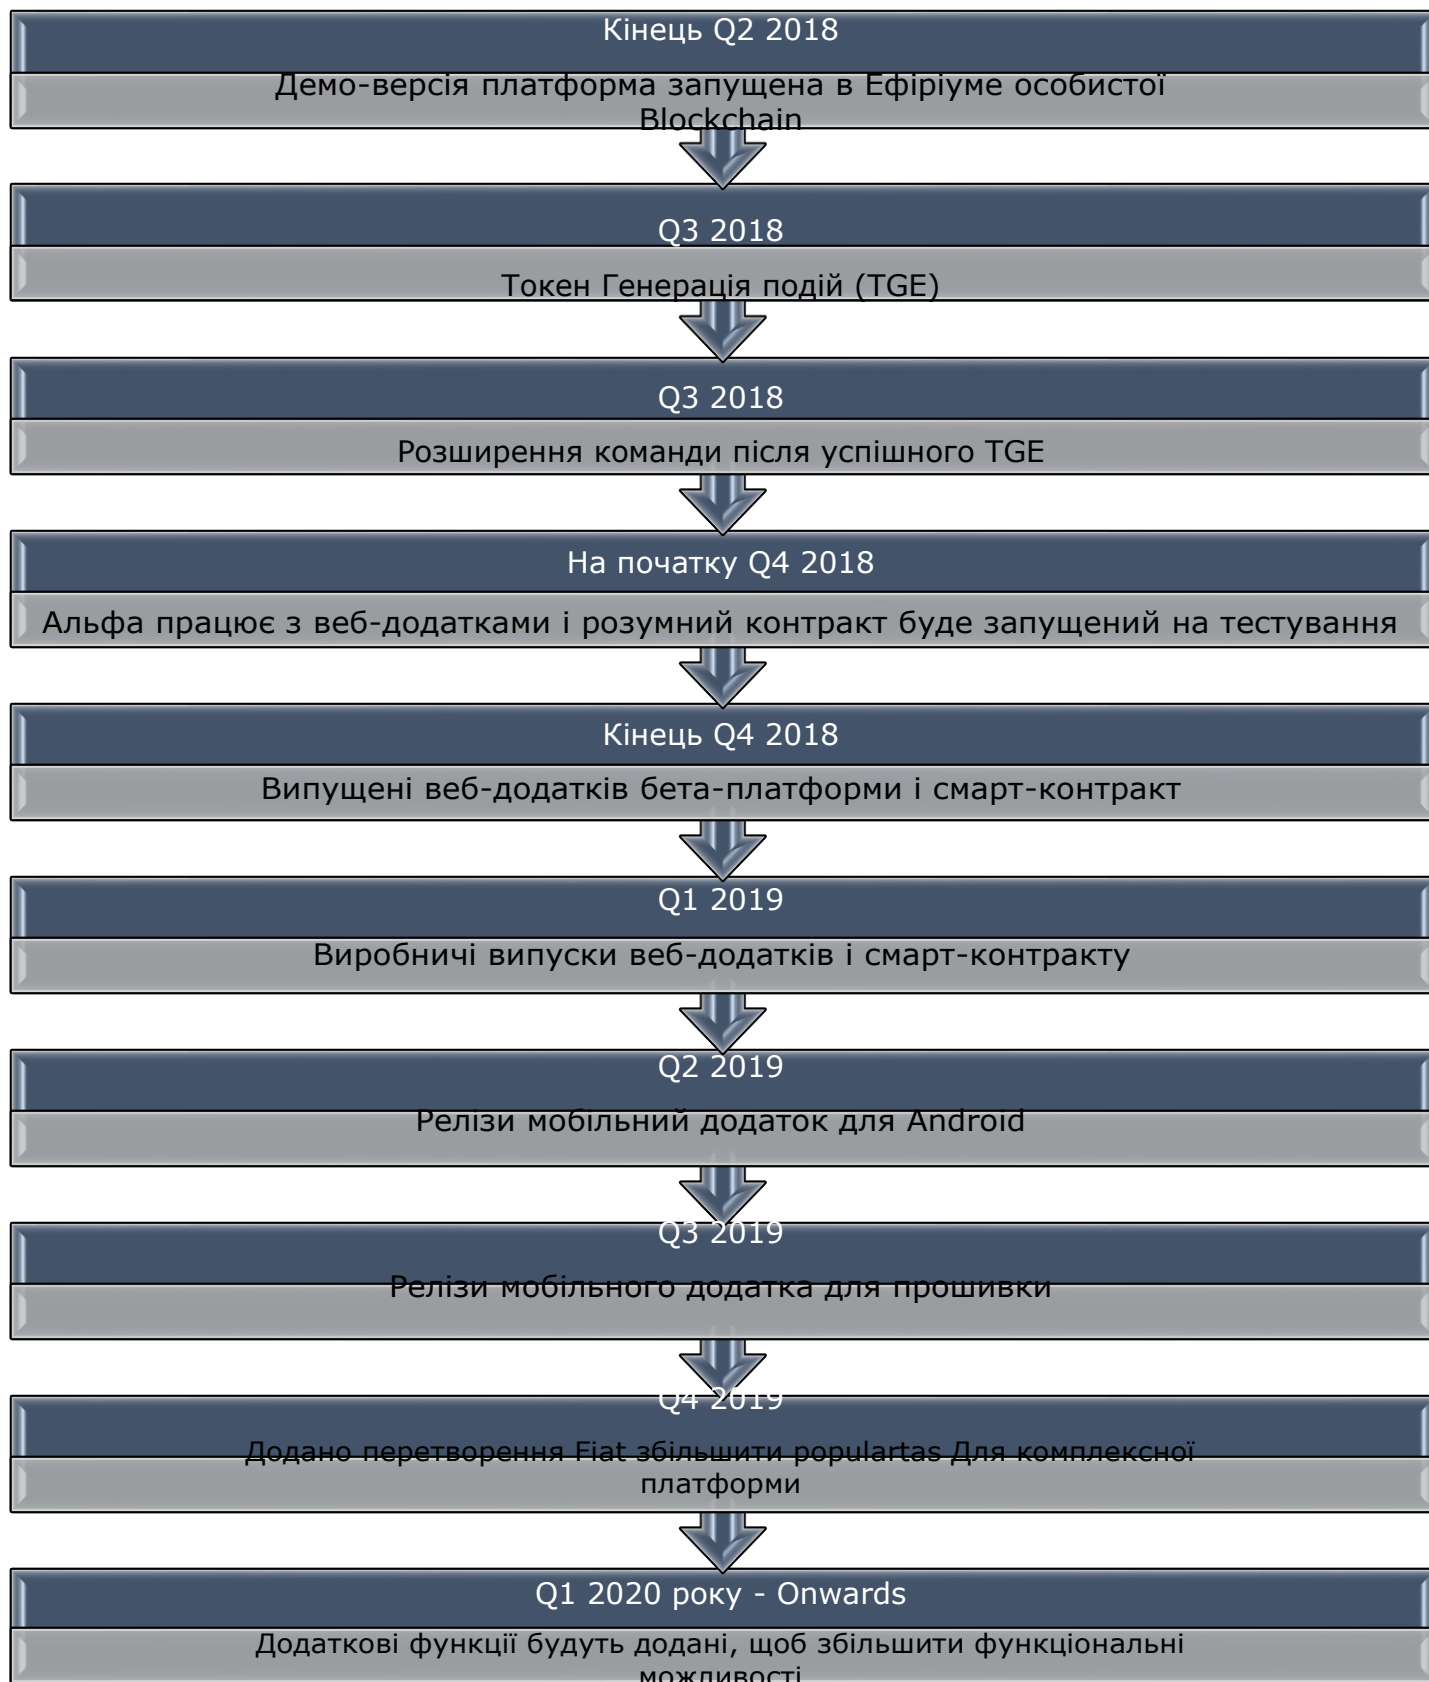 Кінець Q2 2018
Демо-версія платформа запущена в Ефіріуме особистої
Blockchain
Q3 2018
Токен Генерація подій (TGE)
Q3 2018
Розширення команди після успішного TGE
На початку Q4 2018
Альфа працює з веб-додатками і розумний контракт буде запущений на тестування
Кінець Q4 2018
Випущені веб-додатків бета-платформи і смарт-контракт
Q1 2019
Виробничі випуски веб-додатків і смарт-контракту
Q2 2019
Релізи мобільний додаток для Android
Q3 2019
Релізи мобільного додатка для прошивки
Q4 2019
Додано перетворення Fiat збільшити populartas Для комплексної
платформи
Q1 2020 року - Onwards
Додаткові функції будуть додані, щоб збільшити функціональні
можливості